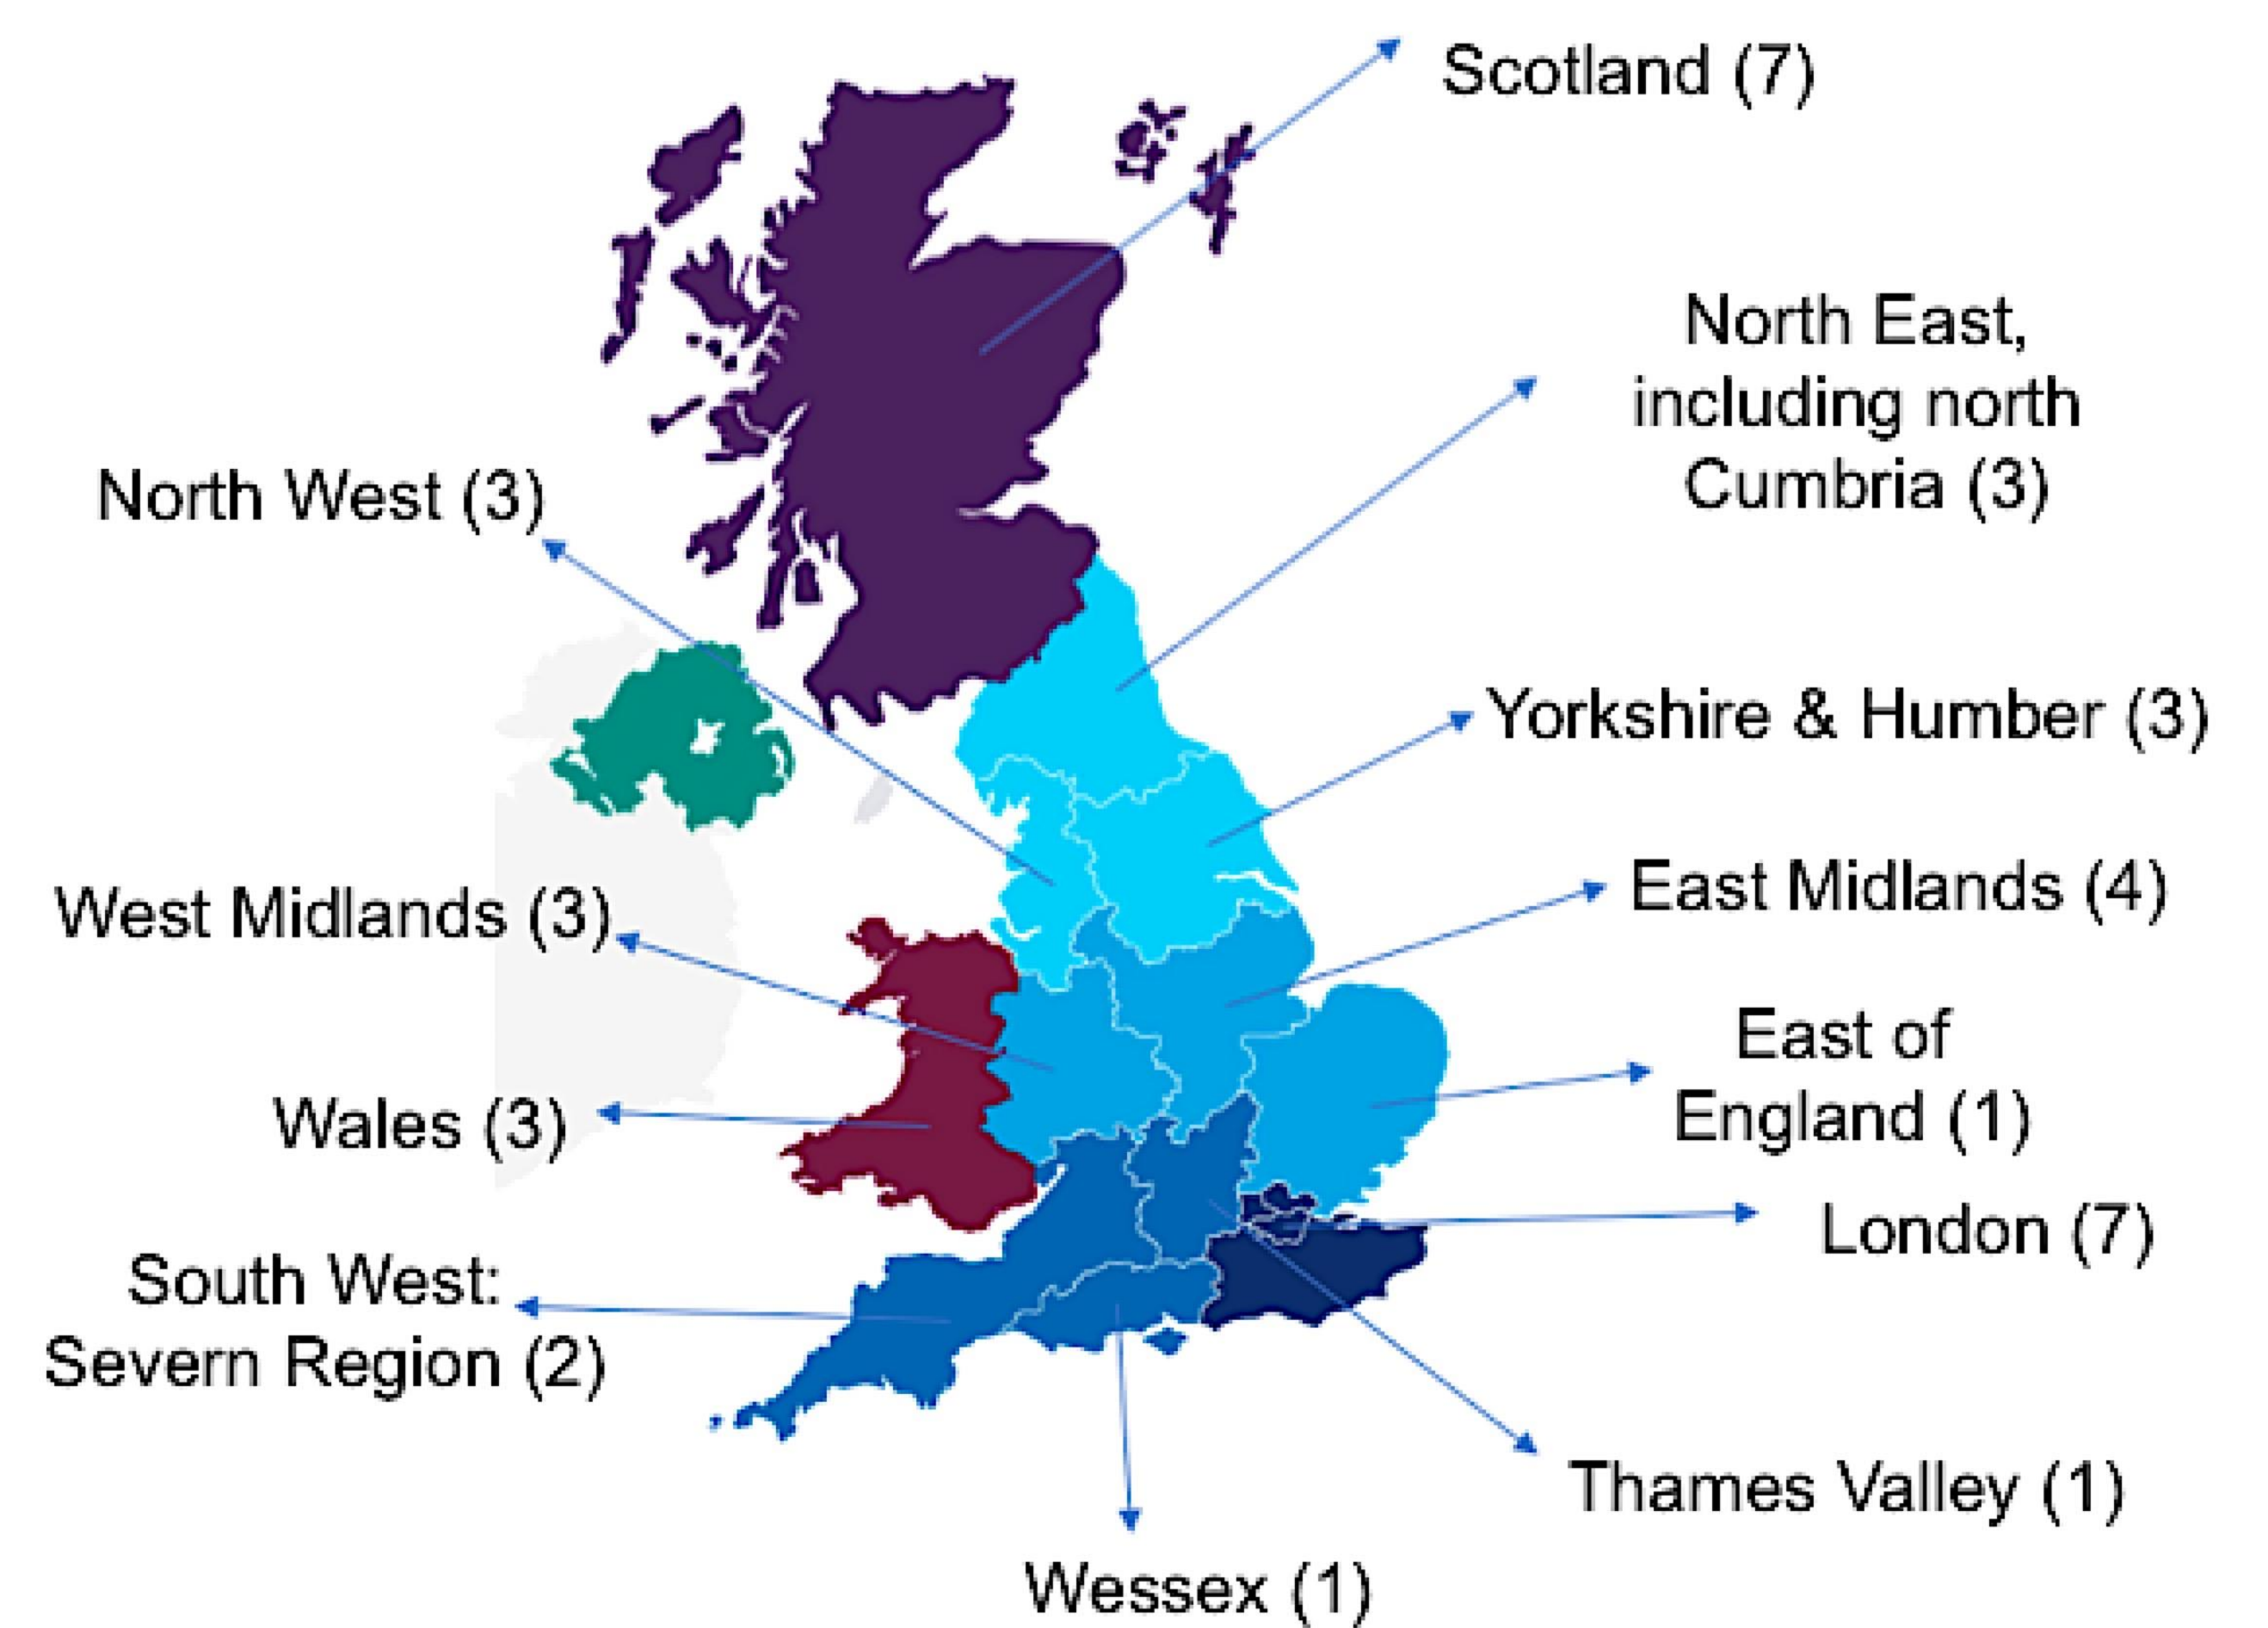 Scotland (7)
North East,
including north
Cumbria (3)
North West (3)
Yorkshire & Humber (3)
East Midlands (4)
West Midlands (3)
East of
England (1)
Wales (3)
London (7)
South West:
Severn Region (2)
Thames Valley (1)
Wessex (1)